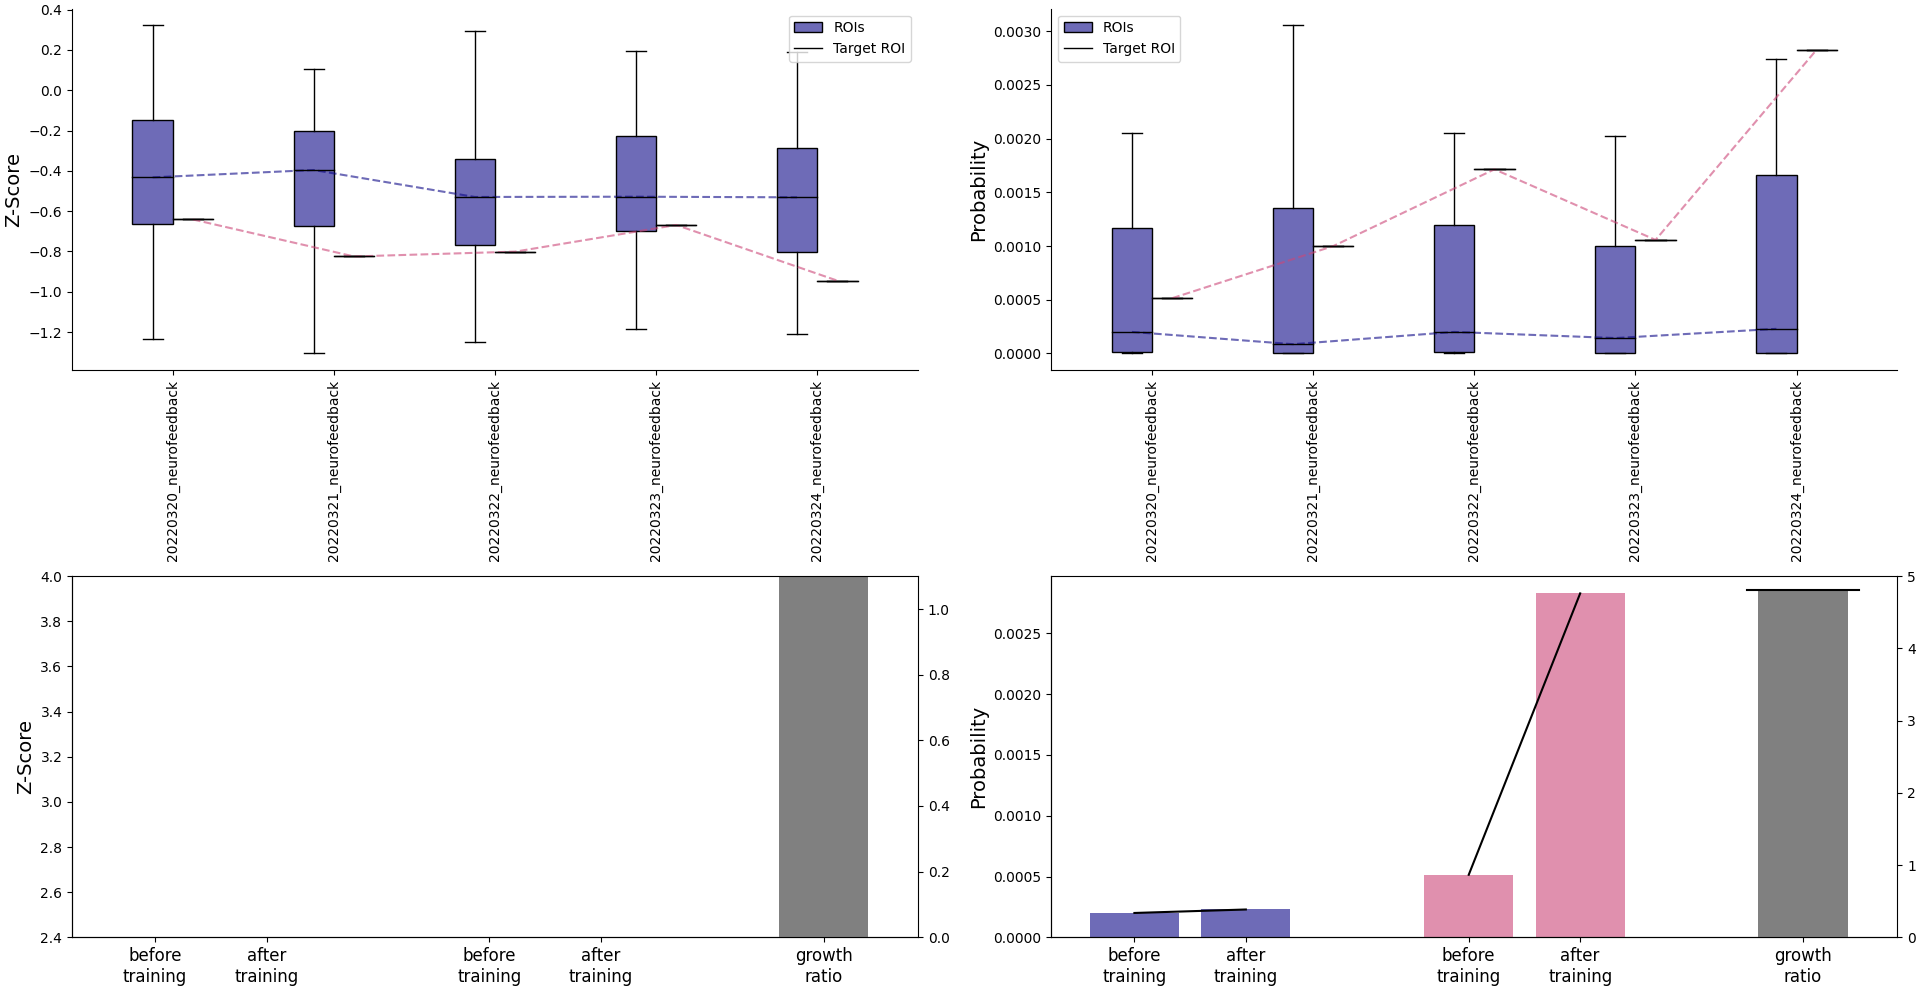 0.4
0.2
0.0
−0.2
−0.4
−0.6
−0.8
−1.0
−1.2
Z-Score
ROIs
Target ROI
20220320_neurofeedback
20220321_neurofeedback
20220322_neurofeedback
20220323_neurofeedback
20220324_neurofeedback
0.0030
0.0025
0.0020
0.0015
0.0010
0.0005
0.0000
Probability
ROIs
Target ROI
20220320_neurofeedback
20220321_neurofeedback
20220322_neurofeedback
20220323_neurofeedback
20220324_neurofeedback
4.0
3.8
3.6
3.4
3.2
3.0
2.8
2.6
2.4
Z-Score
1.0
0.8
0.6
0.4
0.2
0.0
before
training
after
training
before
training
after
training
growth
ratio
0.0025
0.0020
0.0015
0.0010
0.0005
0.0000
Probability
5
4
3
2
1
0
before
training
after
training
before
training
after
training
growth
ratio